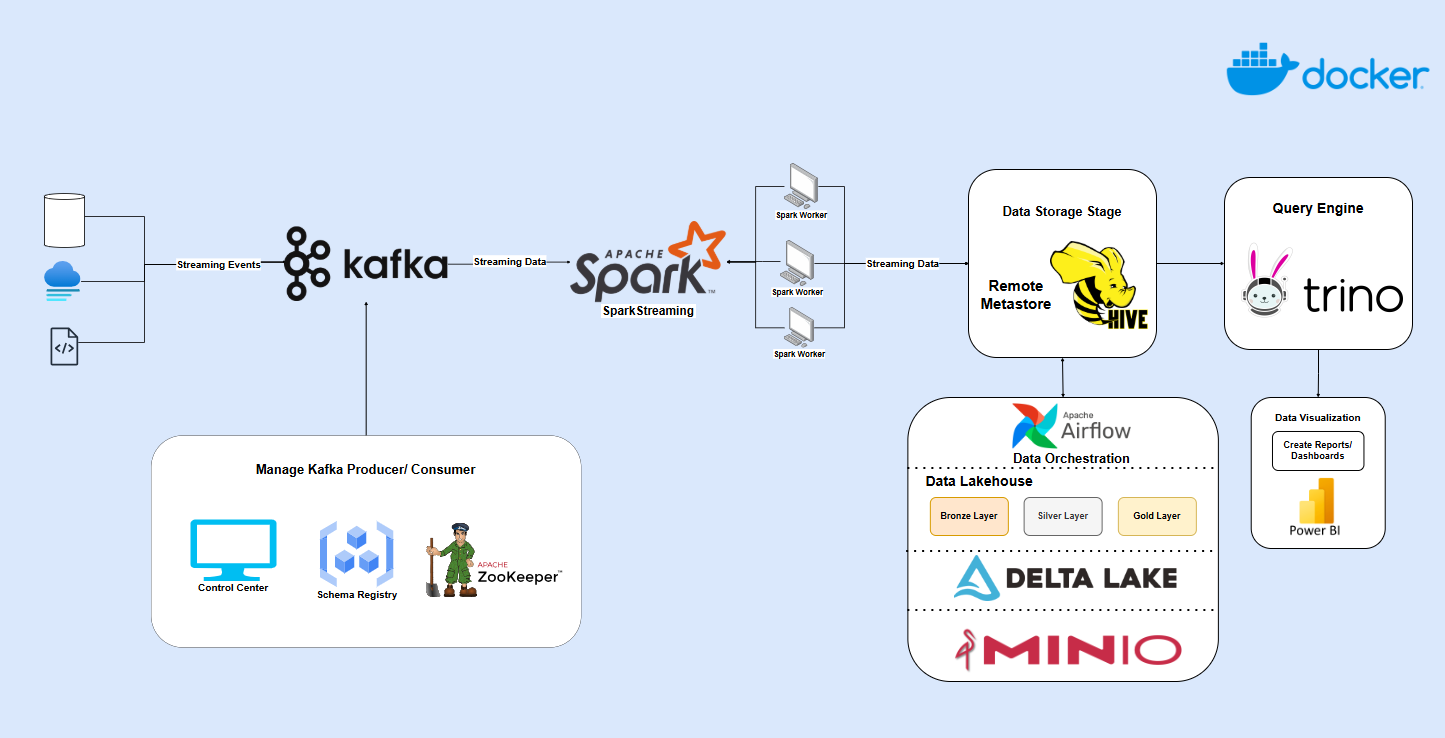 docker
Streaming Events
kafka
Streaming Data
APACHE
Spark™
SparkStreaming
Spark Worker
Spark Worker
Spark Worker
Streaming Data
Data Storage Stage
Remote
Metastore
HIVE
Query Engine
trino
</>
Manage Kafka Producer/ Consumer
Control Center
Schema Registry
APACHE
ZooKeeper™
Apache
Airflow
Data Orchestration
Data Lakehouse
Bronze Layer
Silver Layer
Gold Layer
DELTA LAKE
MINIO
Data Visualization
Create Reports/
Dashboards
Power BI